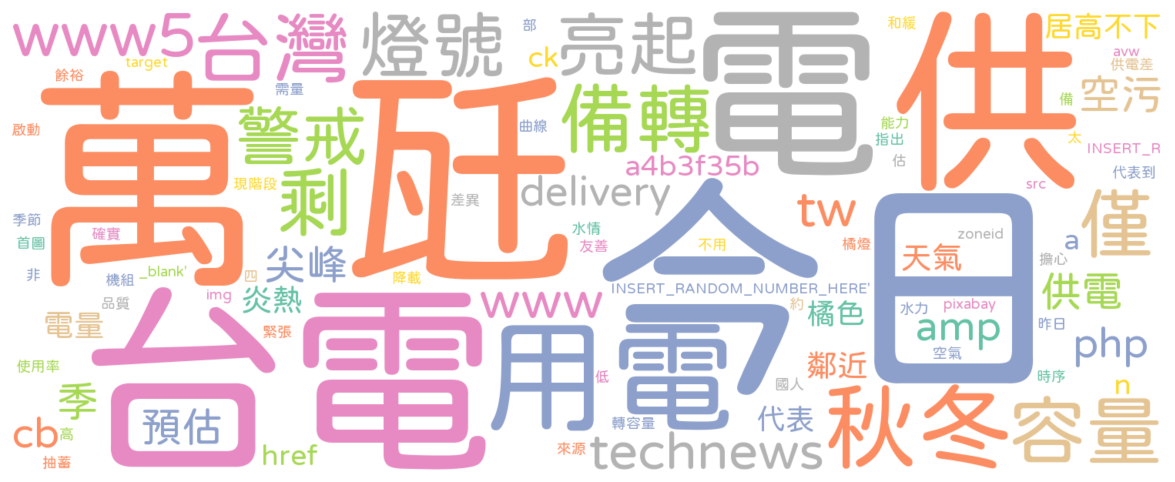 www5
台灣
燈號
部
ck
亮起
電
供
和緩
居高不下
avw
供電差
target
餘裕
需量
空污
萬
瓩
警戒
啟動
曲線
備轉
備
能力
指出
太
INSERT_R
現階段
剩
a4b3f35b
估
代表到
src
delivery
差異
tw
僅
季節
首圖
確實
水情
友善
今
不用
橘燈
天氣
zoneid
a
擔心
非
機組
_blank'
四
尖峰
降載
日
供電
品質
img
炎熱
INSERT_RANDOM_NUMBER_HERE'
約
橘色
水力
pixabay
amp
昨日
電量
台電
緊張
www
用電
空氣
php
使用率
鄰近
時序
低
國人
n
季
預估
轉容量
代表
秋冬
容量
cb
高
抽蓄
href
來源
technews